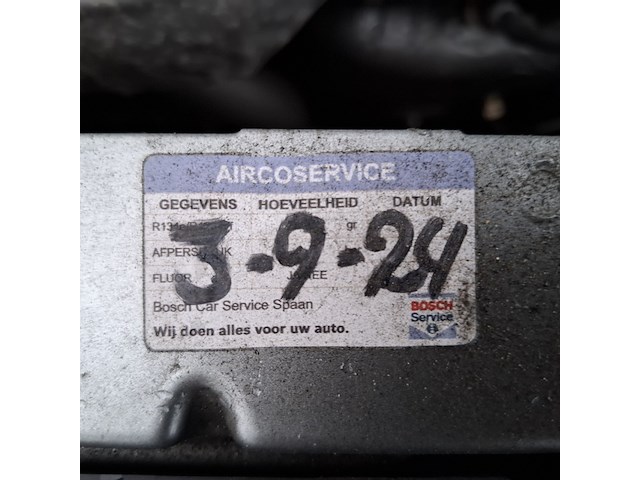 AIRCOSERVICE
GEGEVENS HOEVEELHEID DATUM
gr
3-9-24
FLUOR
Bosch Car Service Spaan
Wij doen alles voor uw auto.
BOSCH
Service